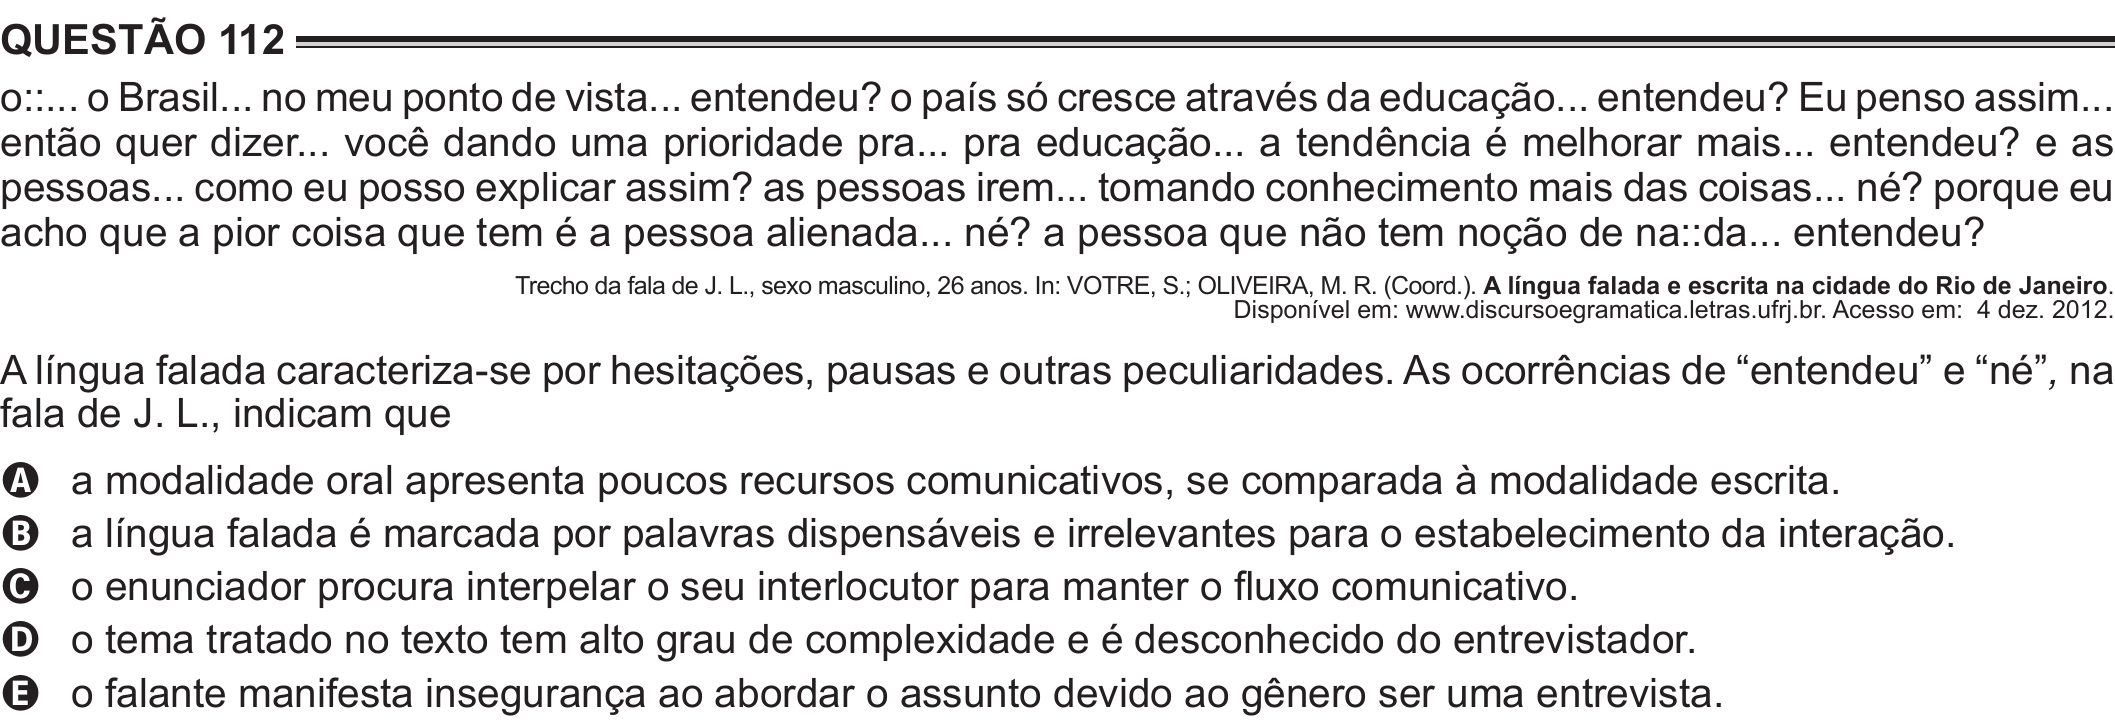 QUESTÃO 112
o::... o Brasil... no meu ponto de vista... entendeu? o país só cresce através da educação... entendeu? Eu penso assim...
então quer dizer... você dando uma prioridade pra... pra educação... a tendência é melhorar mais... entendeu? e as
pessoas... como eu posso explicar assim? as pessoas irem... tomando conhecimento mais das coisas... né? porque eu
acho que a pior coisa que tem é a pessoa alienada... né? a pessoa que não tem noção de na::da... entendeu?
Trecho da fala de J. L., sexo masculino, 26 anos. In: VOTRE, S.; OLIVEIRA, M. R. (Coord.). A língua falada e escrita na cidade do Rio de Janeiro.
Disponível em: www.discursoegramatica.letras.ufrj.br. Acesso em: 4 dez. 2012.
A língua falada caracteriza-se por hesitações, pausas e outras peculiaridades. As ocorrências de “entendeu” e “né”, na
fala de J. L., indicam que
A a modalidade oral apresenta poucos recursos comunicativos, se comparada à modalidade escrita.
B a língua falada é marcada por palavras dispensáveis e irrelevantes para o estabelecimento da interação.
C o enunciador procura interpelar o seu interlocutor para manter o fluxo comunicativo.
D o tema tratado no texto tem alto grau de complexidade e é desconhecido do entrevistador.
E o falante manifesta insegurança ao abordar o assunto devido ao gênero ser uma entrevista.